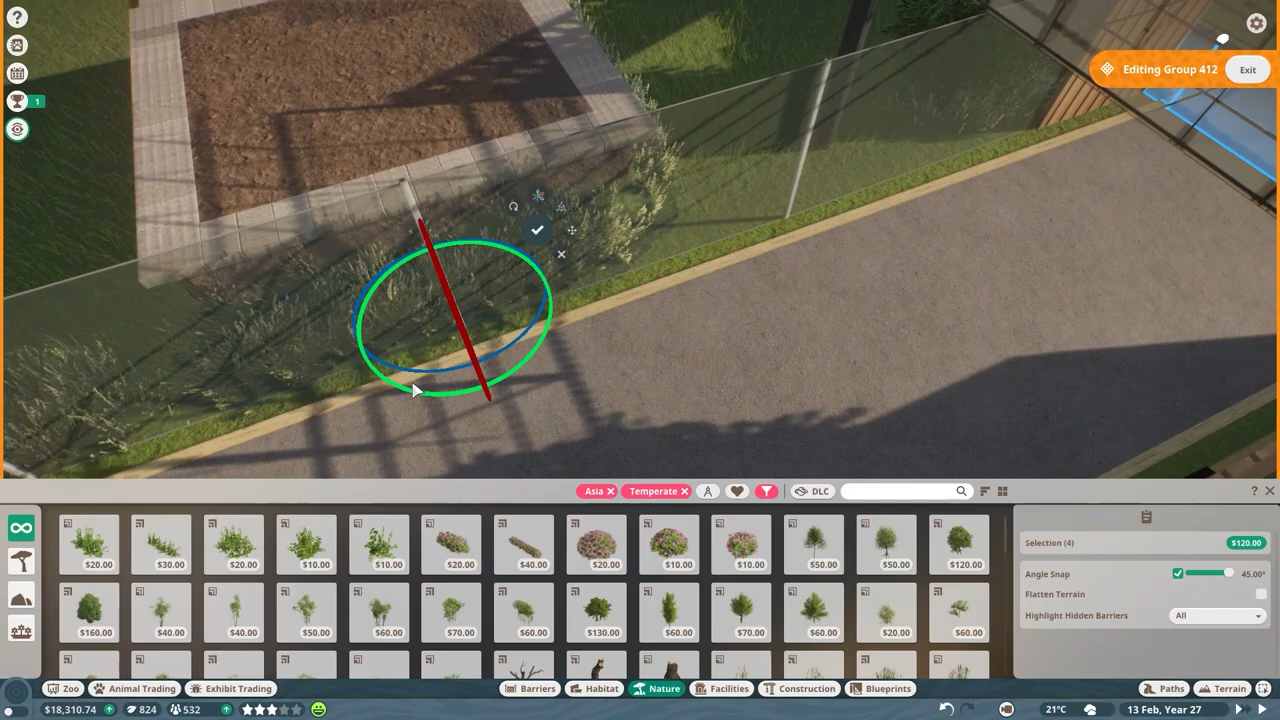 Editing Group 412 Exit
1
Asia Temperate DLC
$20.00 $30.00 $20.00 $10.00 $10.00 $20.00 $40.00 $20.00 $10.00 $10.00 $50.00 $50.00 $120.00
$160.00 $40.00 $40.00 $50.00 $60.00 $70.00 $60.00 $130.00 $60.00 $70.00 $60.00 $20.00 $60.00
Selection (4) $120.00
Angle Snap 45.00°
Flatten Terrain
Highlight Hidden Barriers All
Zoo Animal Trading Exhibit Trading Barriers Habitat Nature Facilities Construction Blueprints Paths Terrain
$18,310.74 824 532 21°C 13 Feb, Year 27